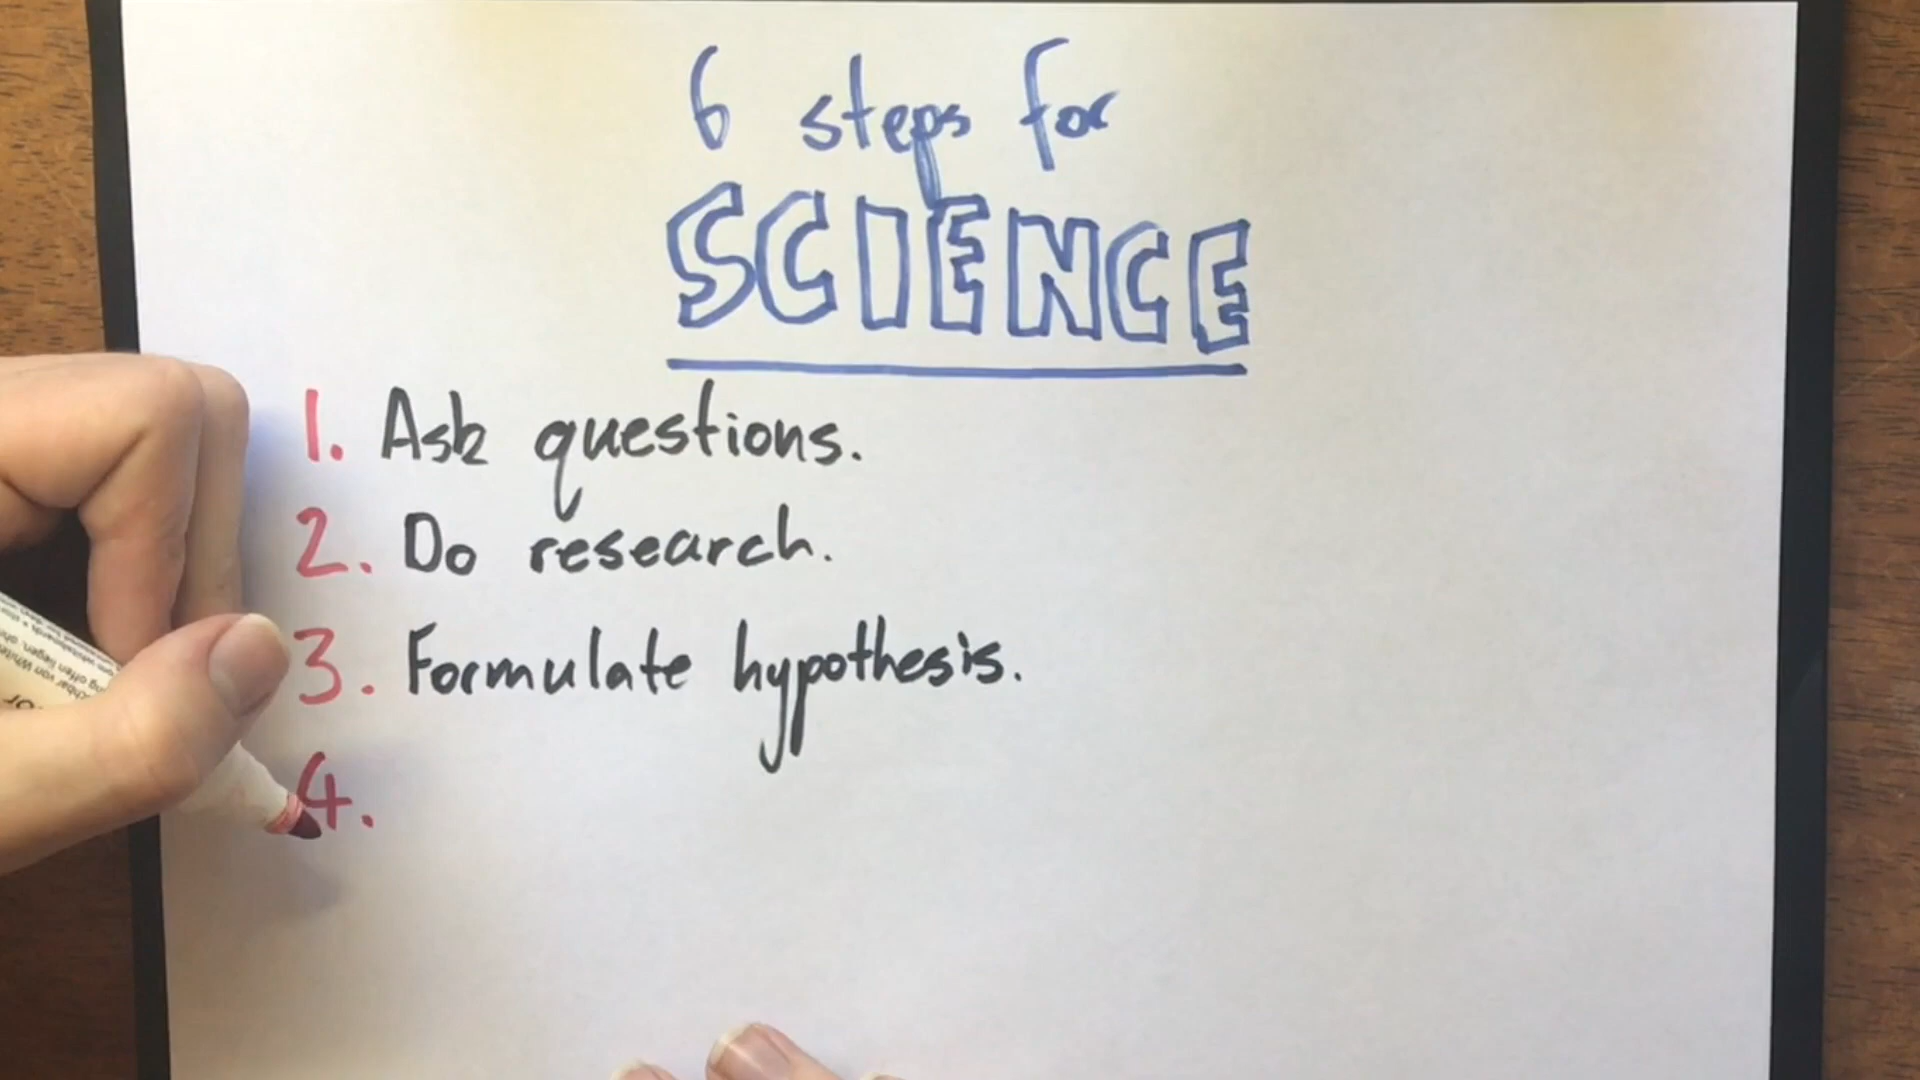 6 steps for
SCIENCE
1. Ask questions.
2. Do research.
3. Formulate hypothesis.
4.